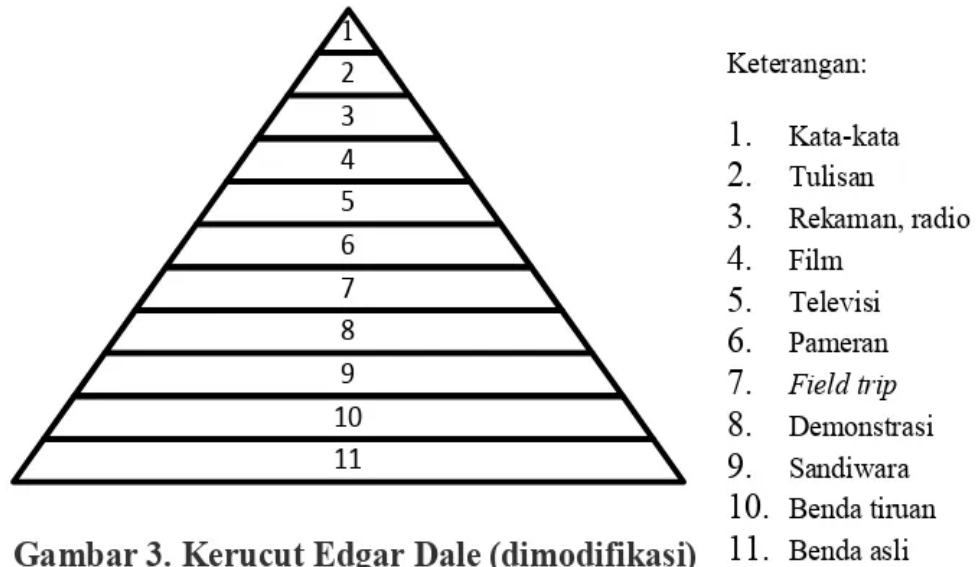 1
2
3
4
5
6
7
8
9
10
11
Gambar 3. Kerucut Edgar Dale (dimodifikasi)
Keterangan:
1. Kata-kata
2. Tulisan
3. Rekaman, radio
4. Film
5. Televisi
6. Pameran
7. Field trip
8. Demonstrasi
9. Sandiwara
10. Benda tiruan
11. Benda asli